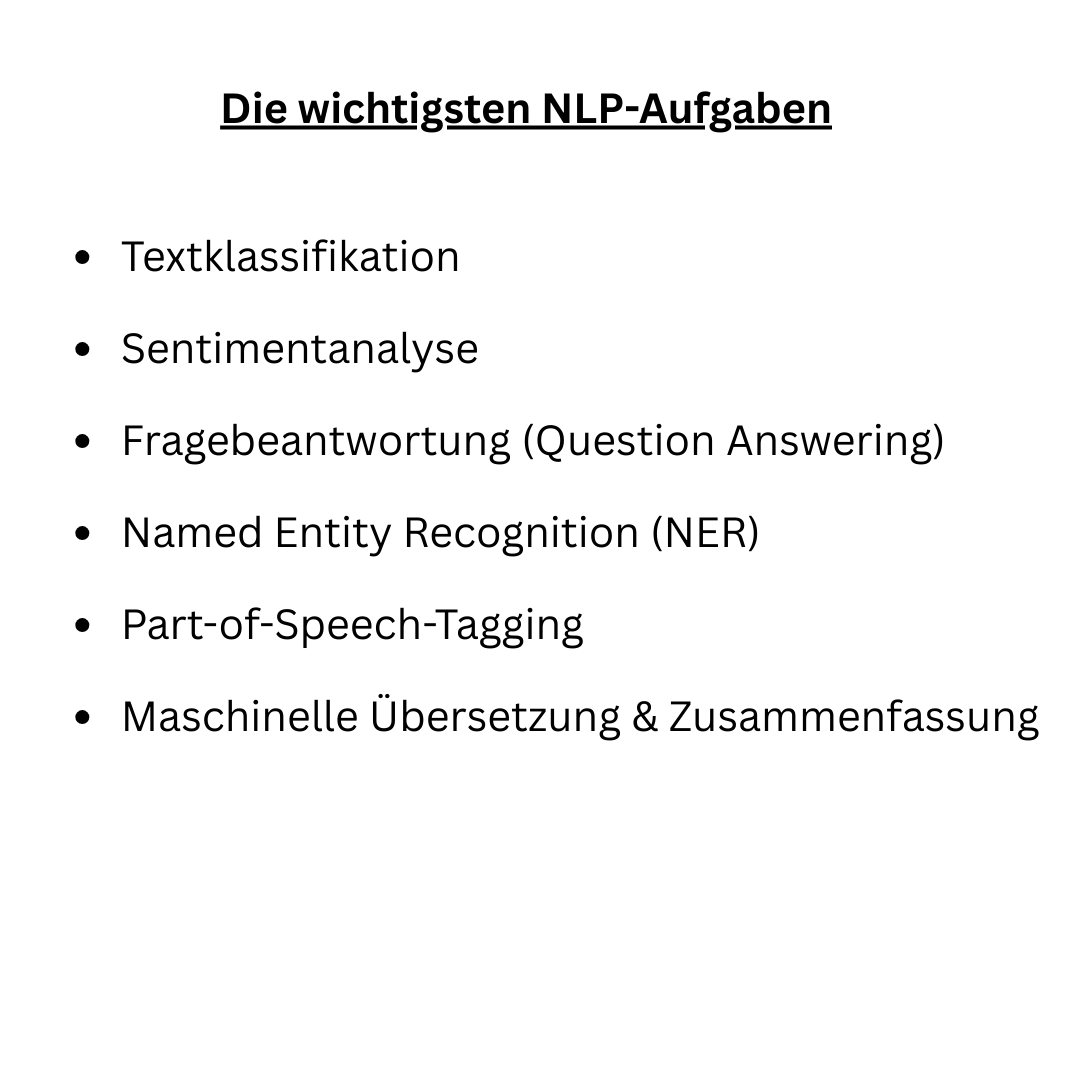 Die wichtigsten NLP-Aufgaben
• Textklassifikation
• Sentimentanalyse
• Fragebeantwortung (Question Answering)
• Named Entity Recognition (NER)
• Part-of-Speech-Tagging
• Maschinelle Übersetzung & Zusammenfassung